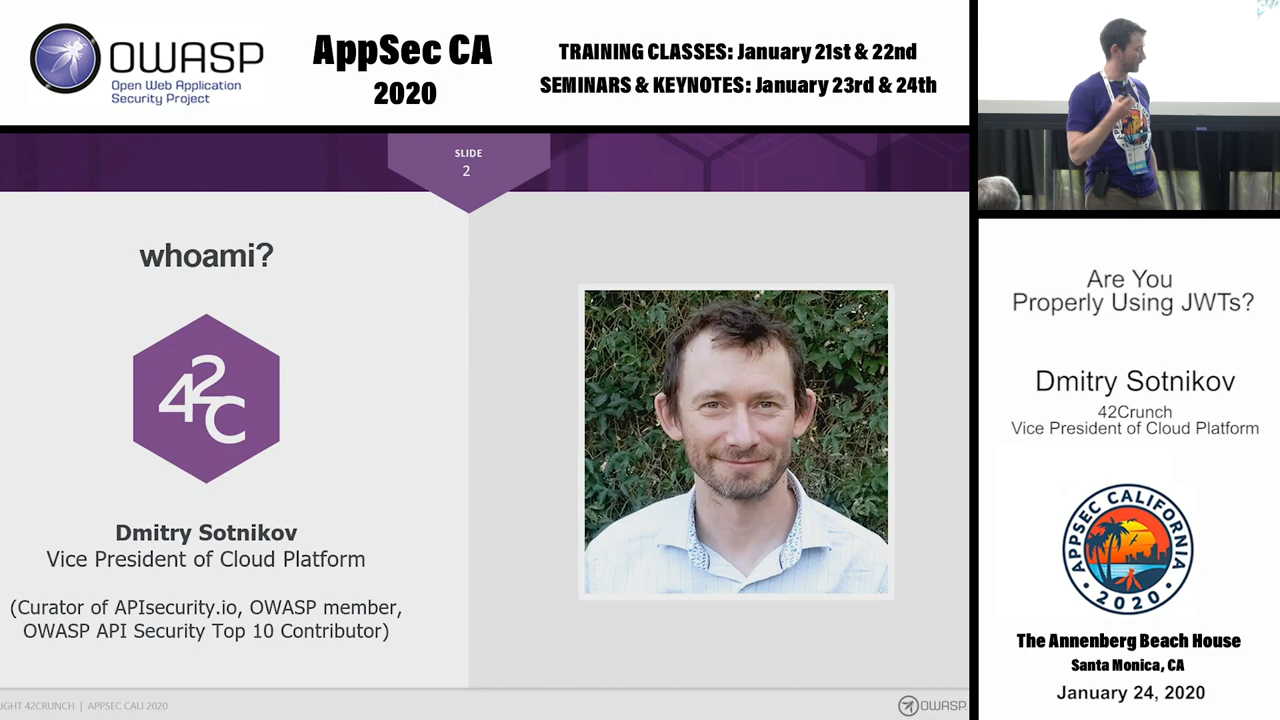 OWASP
Open Web Application
Security Project
AppSec CA
2020
TRAINING CLASSES: January 21st & 22nd
SEMINARS & KEYNOTES: January 23rd & 24th
SLIDE
2
whoami?
42C
Dmitry Sotnikov
Vice President of Cloud Platform
(Curator of APIsecurity.io, OWASP member,
OWASP API Security Top 10 Contributor)
IGHT 42CRUNCH | APPSEC CALI 2020
OWASP
Are You
Properly Using JWTs?
Dmitry Sotnikov
42Crunch
Vice President of Cloud Platform
APPSEC CALIFORNIA
2020
The Annenberg Beach House
Santa Monica, CA
January 24, 2020